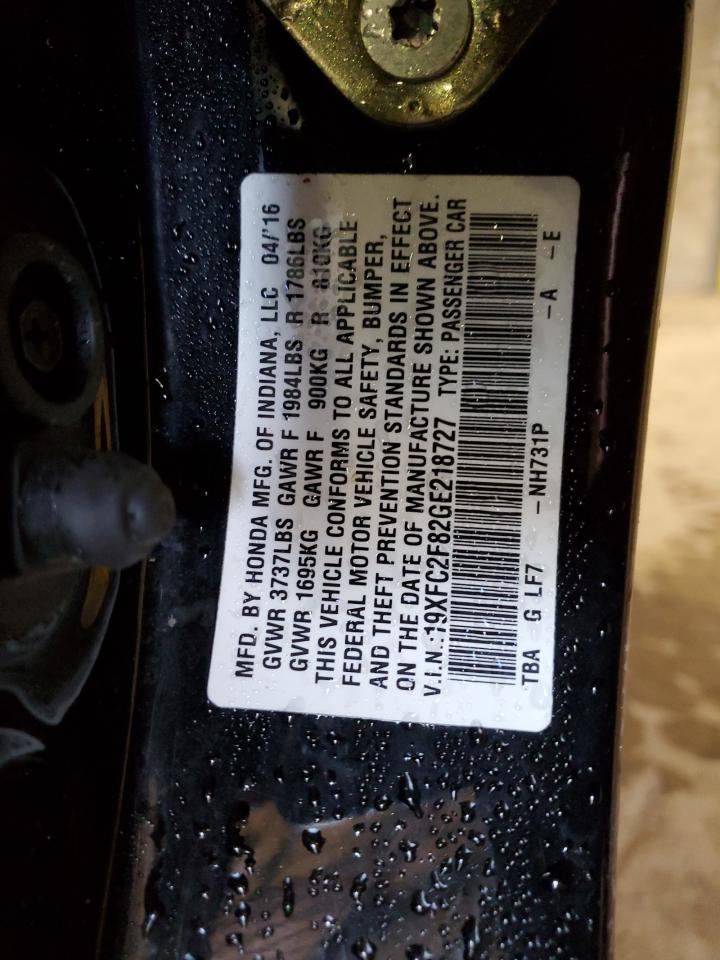 MFD. BY HONDA MFG. OF INDIANA, LLC 04/'16
GVWR 3737LBS GAWR F 1984LBS R 1786LBS
GVWR 1695KG GAWR F 900KG R 810KG
THIS VEHICLE CONFORMS TO ALL APPLICABLE
FEDERAL MOTOR VEHICLE SAFETY, BUMPER,
AND THEFT PREVENTION STANDARDS IN EFFECT
ON THE DATE OF MANUFACTURE SHOWN ABOVE.
V.I.N.:19XFC2F82GE218727 TYPE: PASSENGER CAR
TBA G LF7 -NH731P -A -E